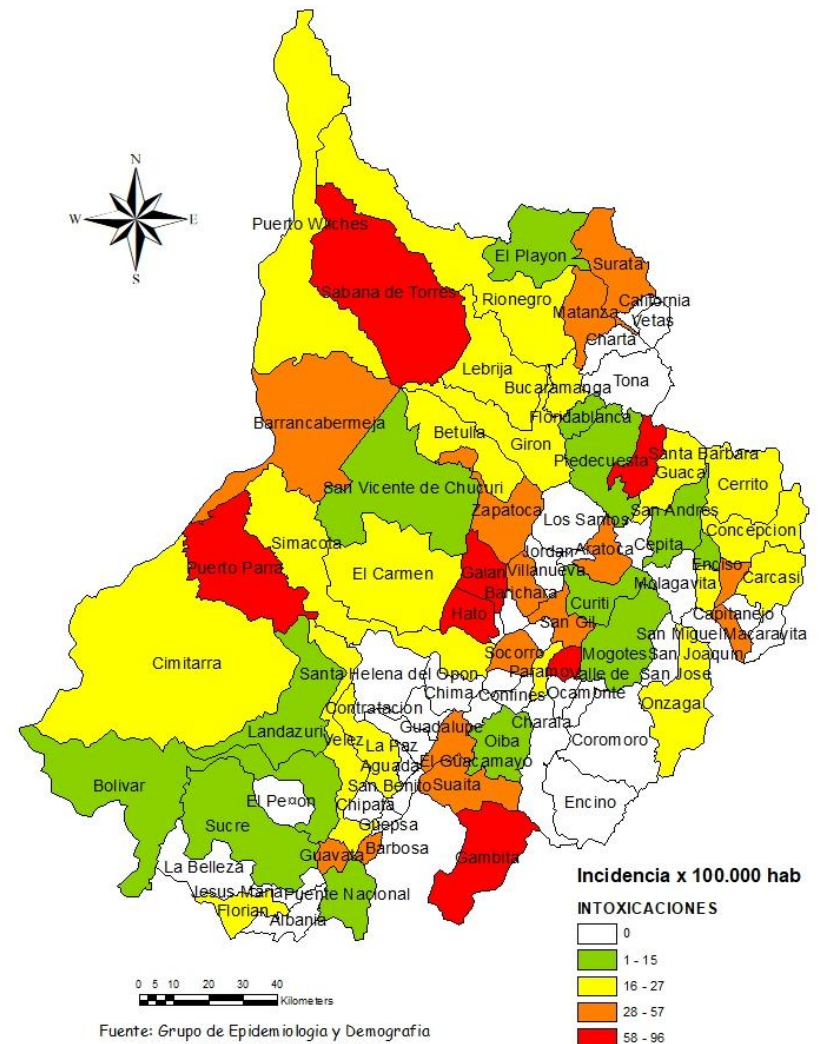 N
W
E
S
Puerto Wilches
El Playon
Surata
Sabana de Torres
Rionegro
California
Matanza
Vetas
Charta
Lebrija
Bucaramanga
Tona
Floridablanca
Barrancabermeja
Betulia
Giron
Santa Barbara
Piedecuesta
Guaca
Cerrito
San Vicente de Chucuri
Zapatoca
Los Santos
San Andres
Concepcion
Simacota
Jordan
Aratoca
Cepita
Puerto Parra
El Carmen
Galan
Villanueva
Enciso
Molagavita
Carcasi
Barichara
Curiti
Hato
San Gil
Capitanejo
San Miguel
Macaravita
Socorro
Mogotes
San Joaquin
Cimitarra
Santa Helena del Opon
Paramo
Valle de San Jose
Chima
Confines
Ocamonte
Onzaga
Contratación
Charala
Landazuri
Velez
Guadalupe
Oiba
Coromoro
La Paz
Aguada
El Guacamayo
Bolivar
San Benito
Suaita
El Pe¤on
Chipata
Encino
Sucre
Guepsa
Guavata
Barbosa
Gambita
La Belleza
Jesus Maria
Puente Nacional
Florian
Albania
Incidencia x 100.000 hab
INTOXICACIONES
0
1 - 15
16 - 27
28 - 57
58 - 96
0 5 10 20 30 40
Kilometers
Fuente: Grupo de Epidemiologia y Demografia